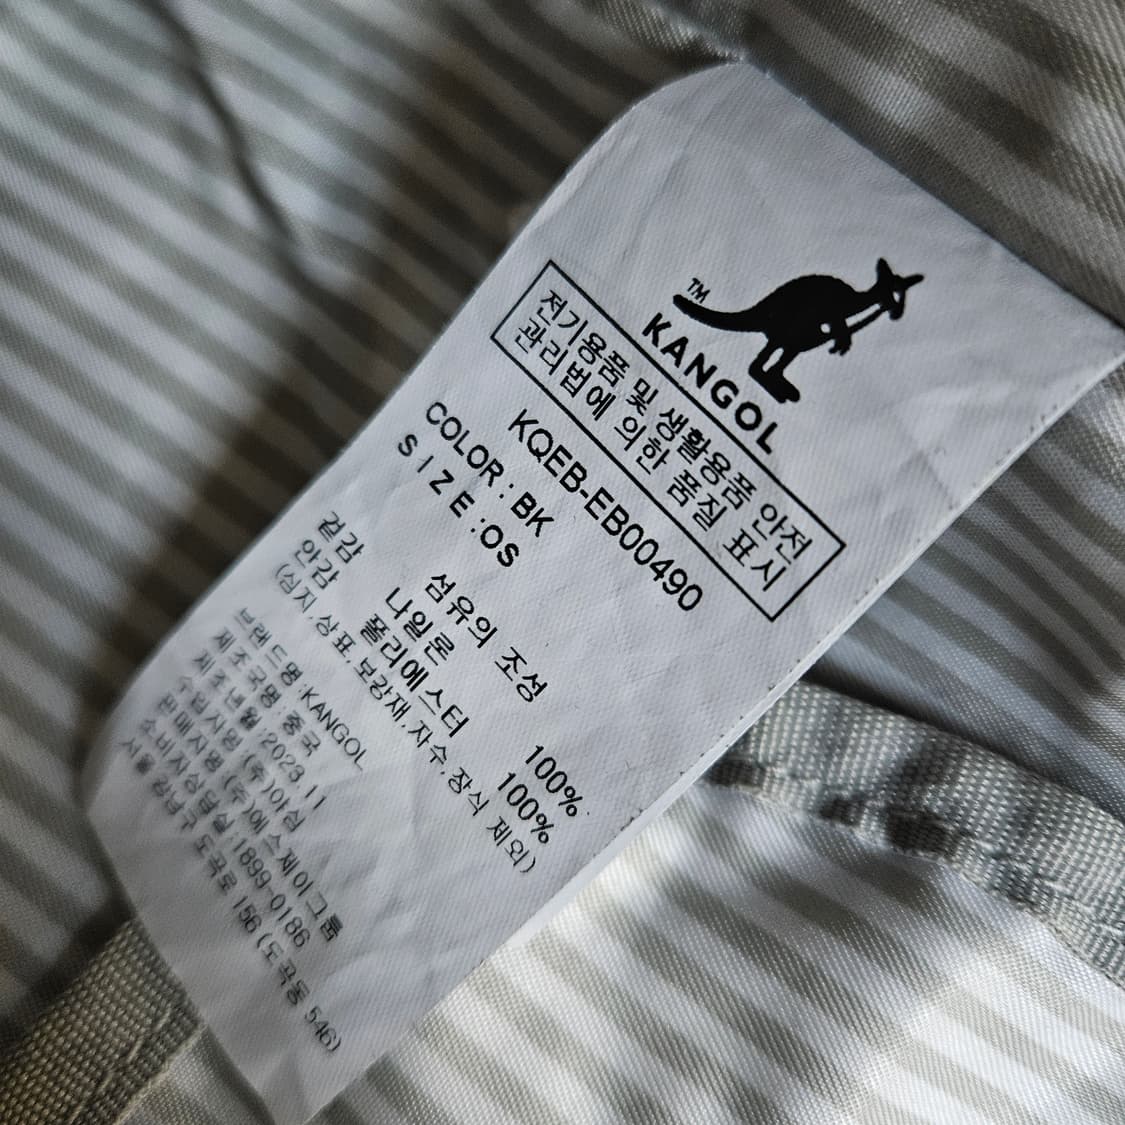 TM
KANGOL
전기용품 및 생활용품 안전
관리법에 의한 품질 표시
KQEB-EB00490
COLOR : BK
SIZE :OS
섬유의 조성
겉감 나일론 100%
안감 폴리에스터 100%
(심지,상표,보강재,자수,장식 제외)
브랜드명 :KANGOL
제조국명 :중국
제조년월 :2023.11
수입자명 (주)아심
판매자명 (주)에스제이그룹
소비자상담실 1899-0186
서울 강남구 도곡로 156 (도곡동 546)